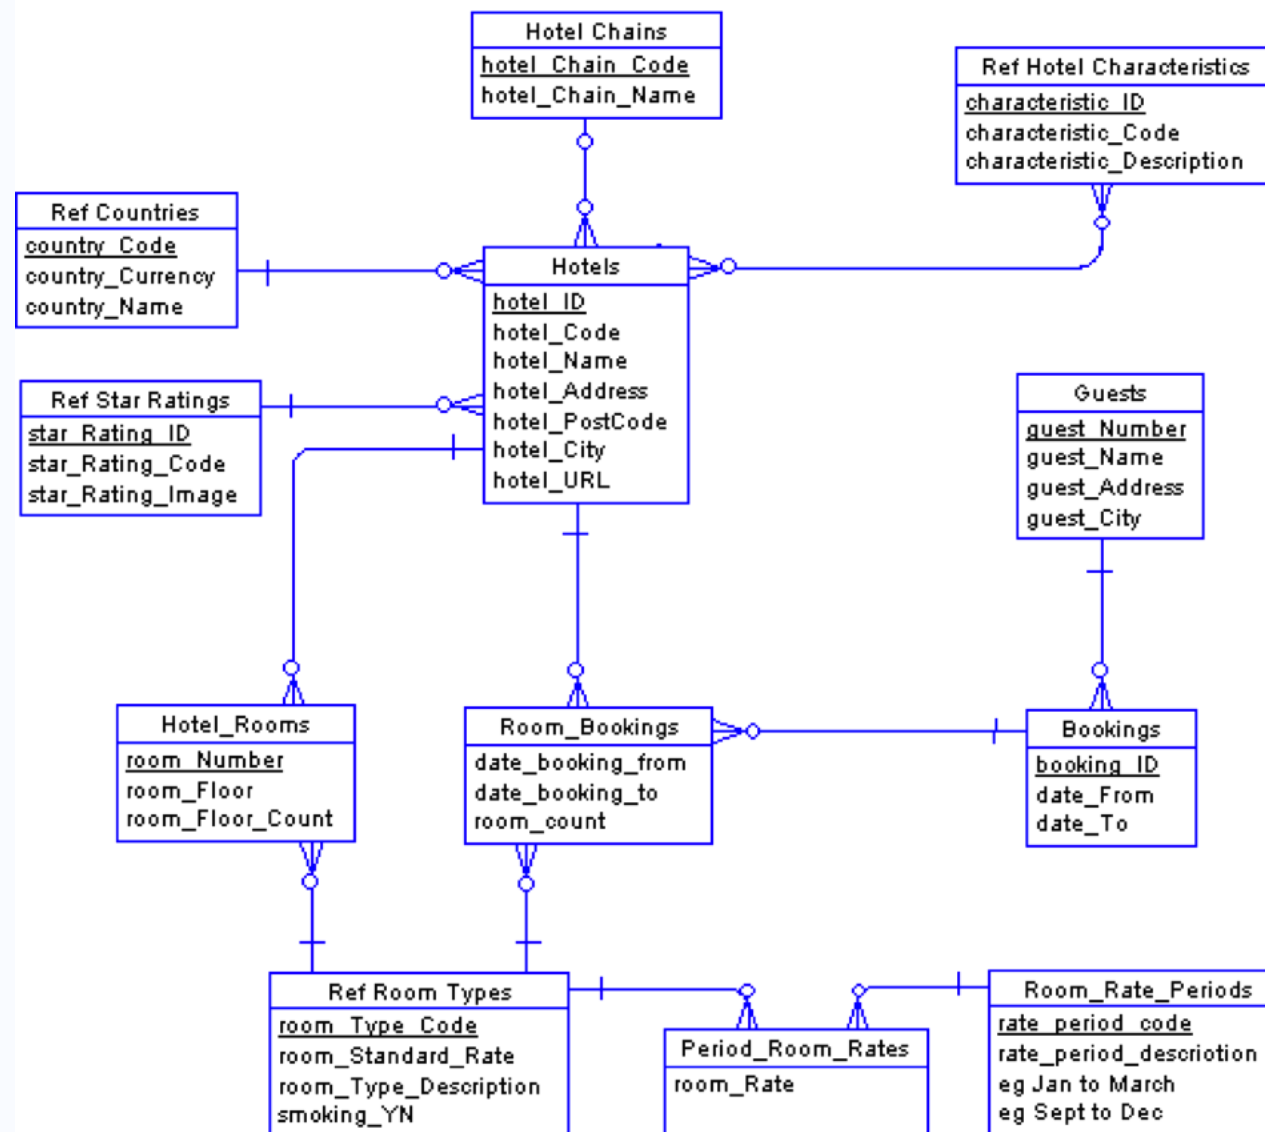 Hotel Chains
hotel_Chain_Code
hotel_Chain_Name
Ref Hotel Characteristics
characteristic_ID
characteristic_Code
characteristic_Description
Ref Countries
country_Code
country_Currency
country_Name
Hotels
hotel_ID
hotel_Code
hotel_Name
hotel_Address
hotel_PostCode
hotel_City
hotel_URL
Ref Star Ratings
star_Rating_ID
star_Rating_Code
star_Rating_Image
Guests
guest_Number
guest_Name
guest_Address
guest_City
Hotel_Rooms
room_Number
room_Floor
room_Floor_Count
Room_Bookings
date_booking_from
date_booking_to
room_count
Bookings
booking_ID
date_From
date_To
Ref Room Types
room_Type_Code
room_Standard_Rate
room_Type_Description
smoking_YN
Period_Room_Rates
room_Rate
Room_Rate_Periods
rate_period_code
rate_period_descriotion
eg Jan to March
eg Sept to Dec